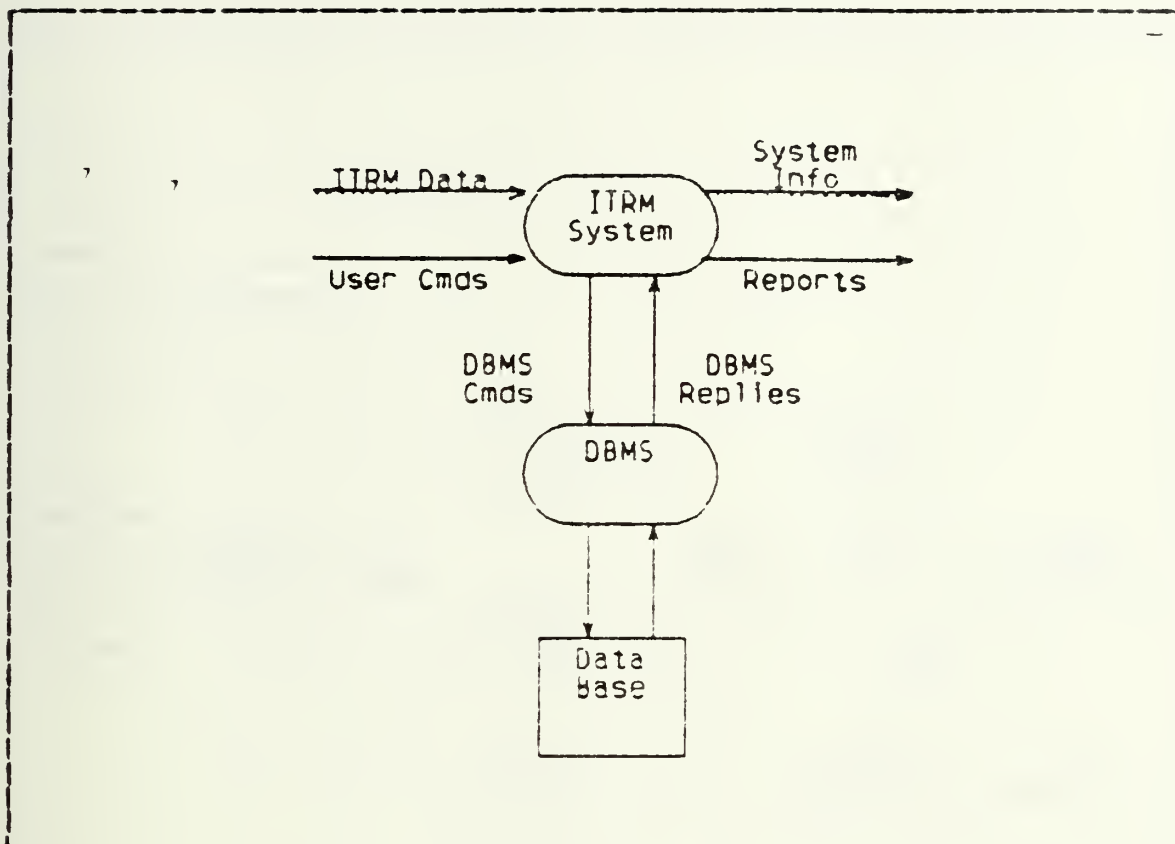 System
Info
ITRM Data
ITRM
System
User Cmds
Reports
DBMS
Cmds
DBMS
Replies
DBMS
Data
Base